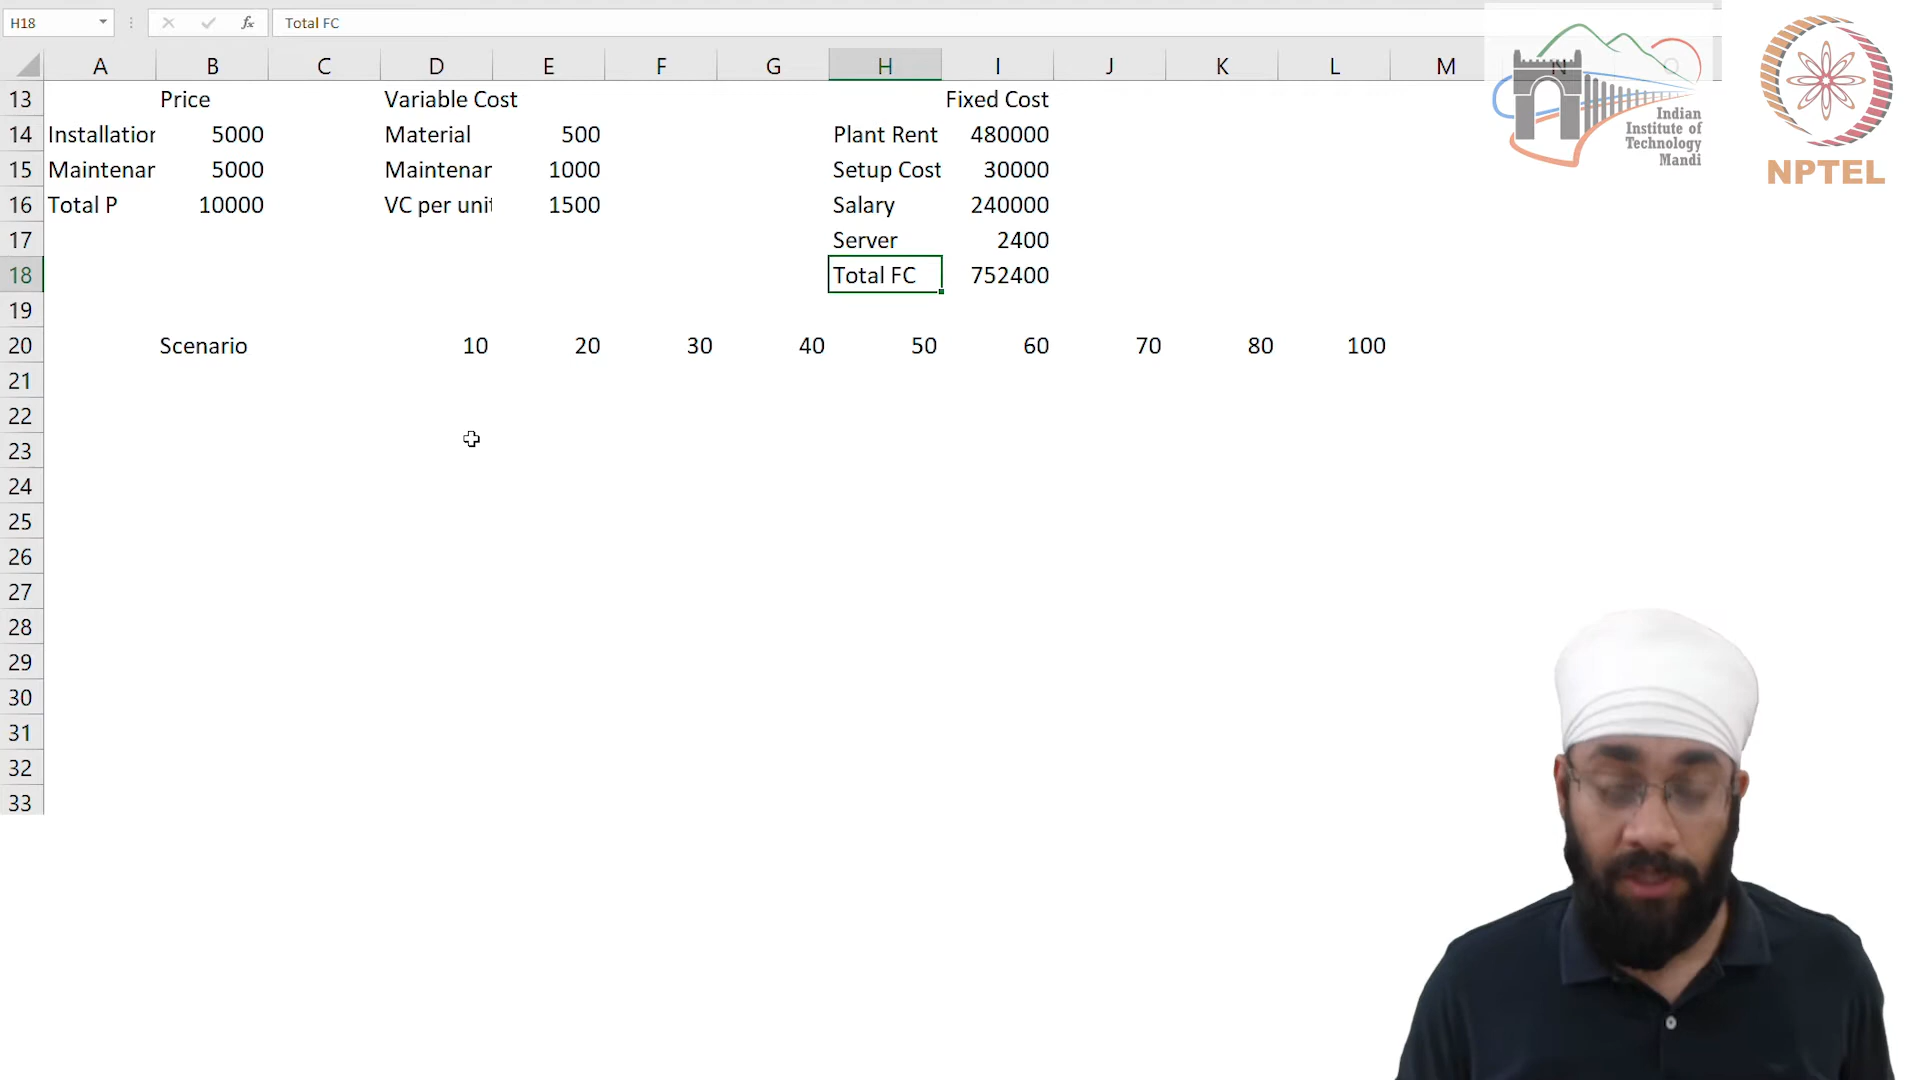 H18 fx Total FC
A B C D E F G H I J K L M N O
13 Price Variable Cost Fixed Cost
14 Installation 5000 Material 500 Plant Rent 480000
15 Maintenar 5000 Maintenar 1000 Setup Cost 30000
16 Total P 10000 VC per unit 1500 Salary 240000
17 Server 2400
18 Total FC 752400
19
20 Scenario 10 20 30 40 50 60 70 80 100
21
22
23
24
25
26
27
28
29
30
31
32
33
Indian
Institute of
Technology
Mandi
NPTEL